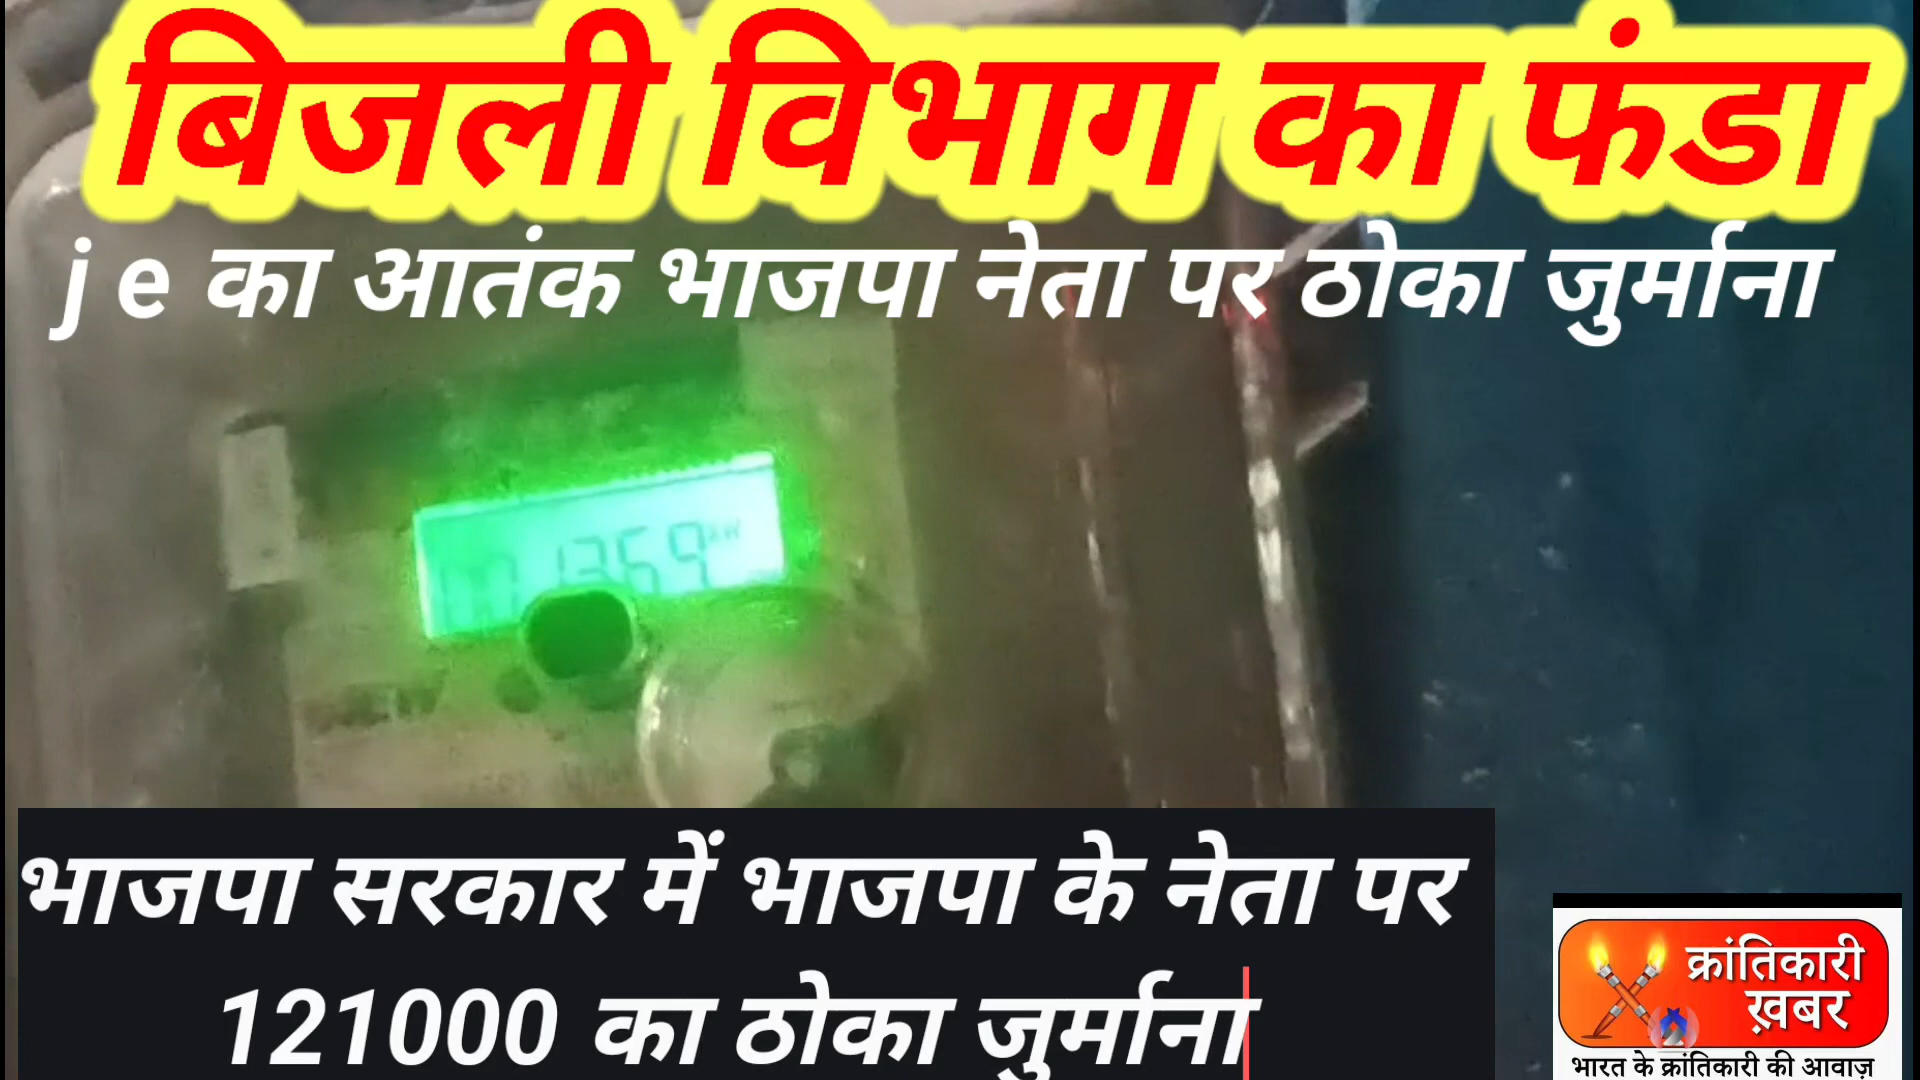 बिजली विभाग का फंडा
j e का आतंक भाजपा नेता पर ठोका जुर्माना
भाजपा सरकार में भाजपा के नेता पर
121000 का ठोका जुर्माना
क्रांतिकारी
ख़बर
भारत के क्रांतिकारी की आवाज़